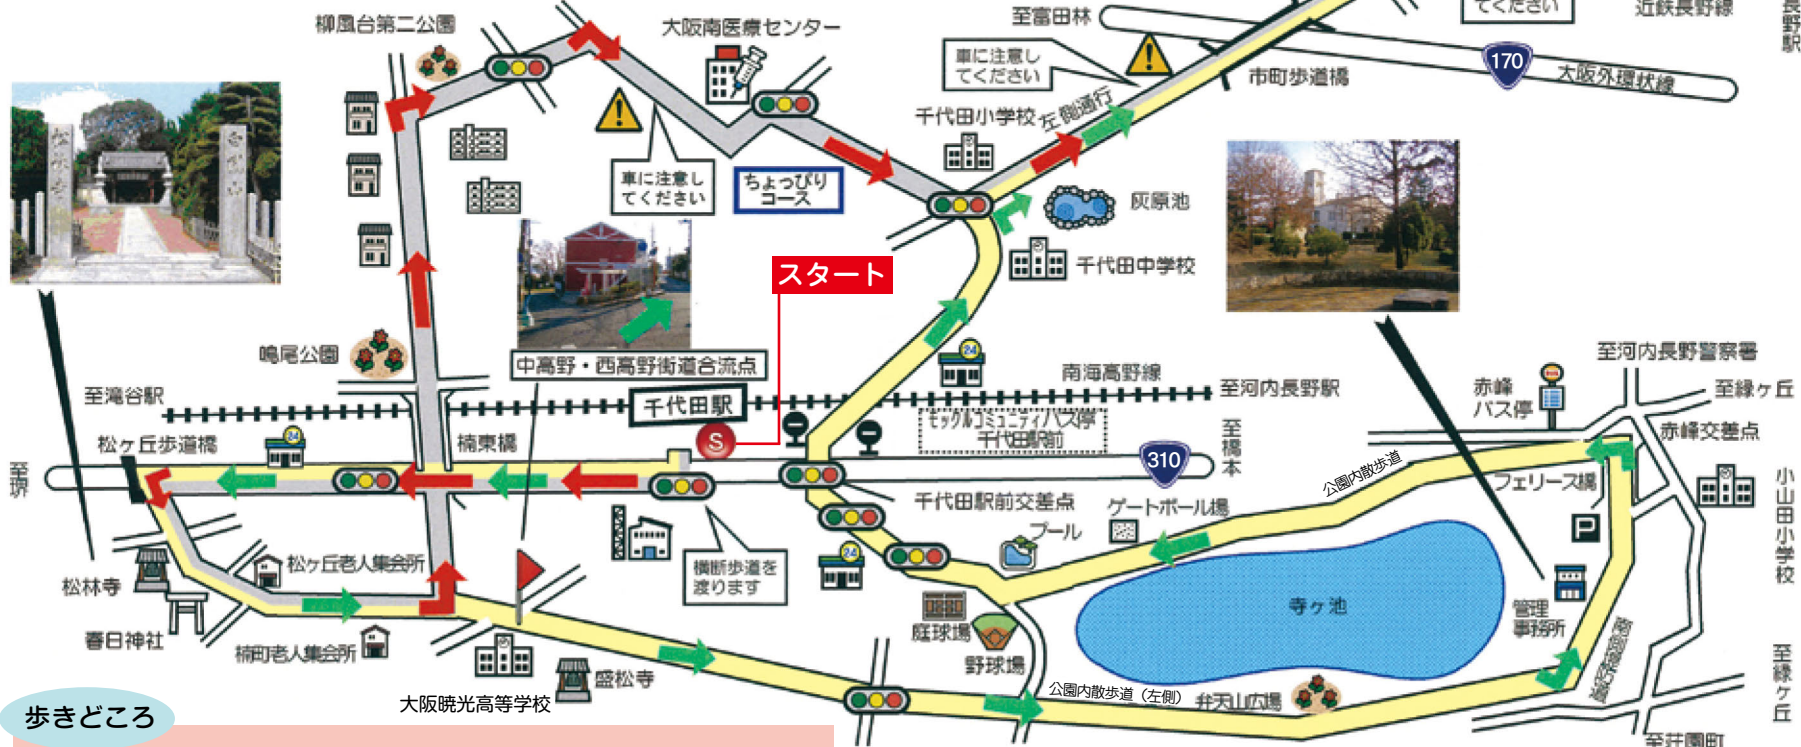 柳風台第二公園
大阪南医療センター
至富田林
てください
近鉄長野線
長野駅
車に注意し
てください
170
大阪外環状線
市町歩道橋
千代田小学校
左側通行
車に注意し
てください
ちょっぴり
コース
灰原池
千代田中学校
スタート
中高野・西高野街道合流点
鳴尾公園
至滝谷駅
千代田駅
南海高野線
至河内長野駅
24
至河内長野警察署
至緑ヶ丘
赤峰
バス停
赤峰交差点
松ヶ丘歩道橋
24
楠東橋
S
モックルコミュニティバス停
千代田駅前
至橋本
310
至堺
公園内散歩道
フェリース橋
小山田小学校
千代田駅前交差点
ゲートボール場
プール
24
横断歩道を
渡ります
松林寺
松ヶ丘老人集会所
春日神社
楠町老人集会所
庭球場
野球場
寺ヶ池
P
管理
事務所
盛松寺
大阪暁光高等学校
公園内散歩道（左側）
弁天山広場
至緑ヶ丘
至荘園町
歩きどころ